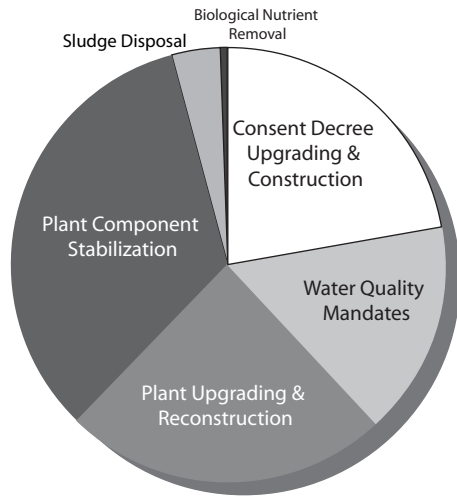 Biological Nutrient
Removal
Sludge Disposal
Consent Decree
Upgrading &
Construction
Plant Component
Stabilization
Water Quality
Mandates
Plant Upgrading &
Reconstruction